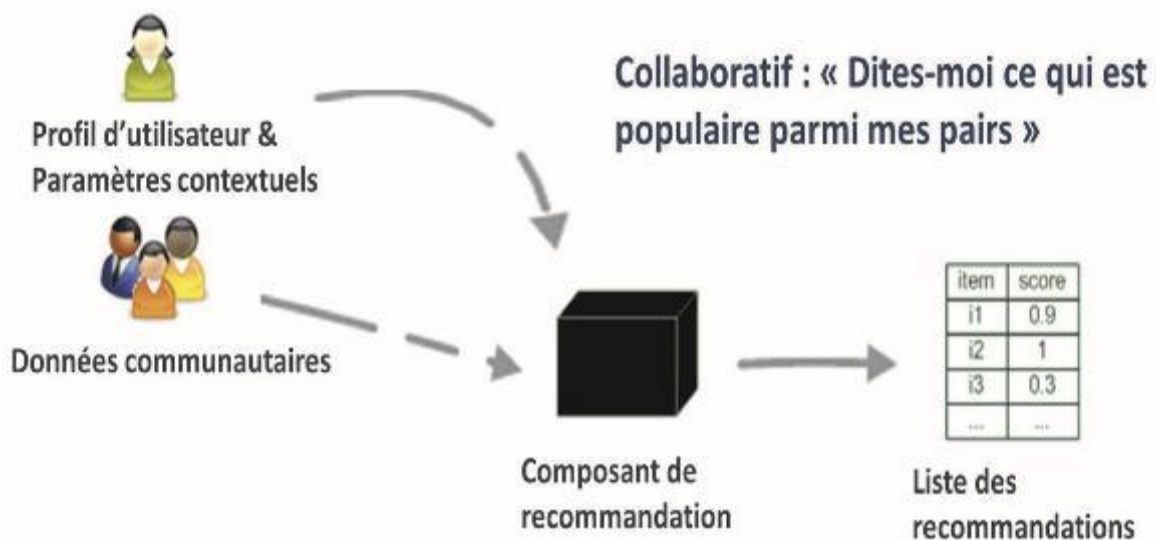 Collaboratif : « Dites-moi ce qui est
populaire parmi mes pairs »
Profil d'utilisateur &
Paramètres contextuels
Données communautaires
Composant de
recommandation
item score
i1 0.9
i2 1
i3 0.3
... ...
Liste des
recommandations